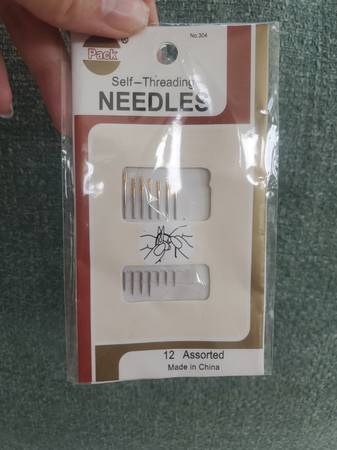 ®
No.304
Pack
Self-Threading
NEEDLES
12 Assorted
Made in China